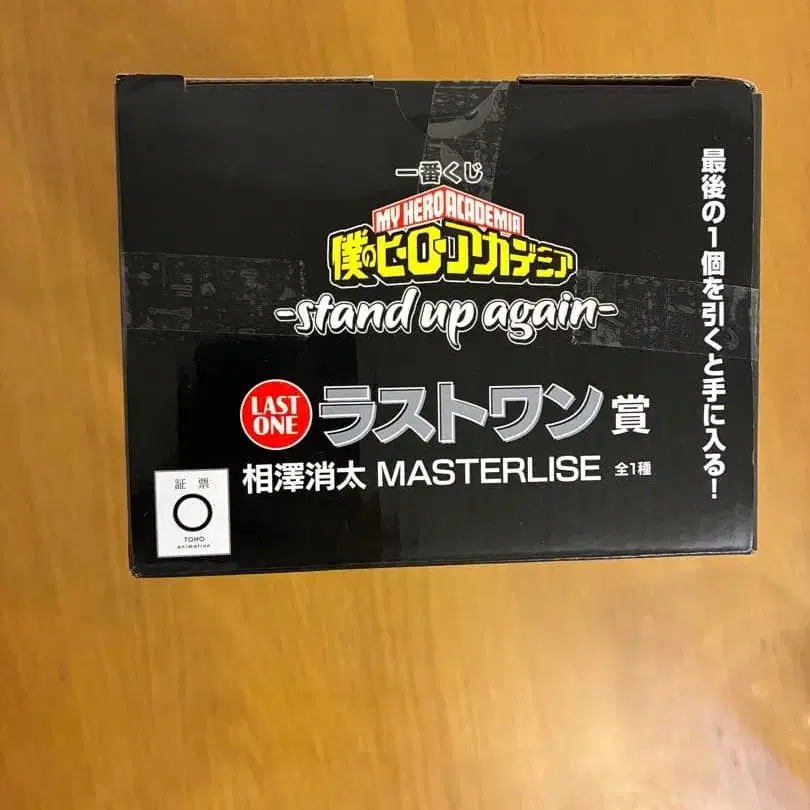 一番くじ
MY HERO ACADEMIA
僕のヒーローアカデミア
-stand up again-
LAST
ONE
ラストワン賞
相澤消太 MASTERLISE 全1種
最後の1個を引くと手に入る!
証 票
TOHO
animation